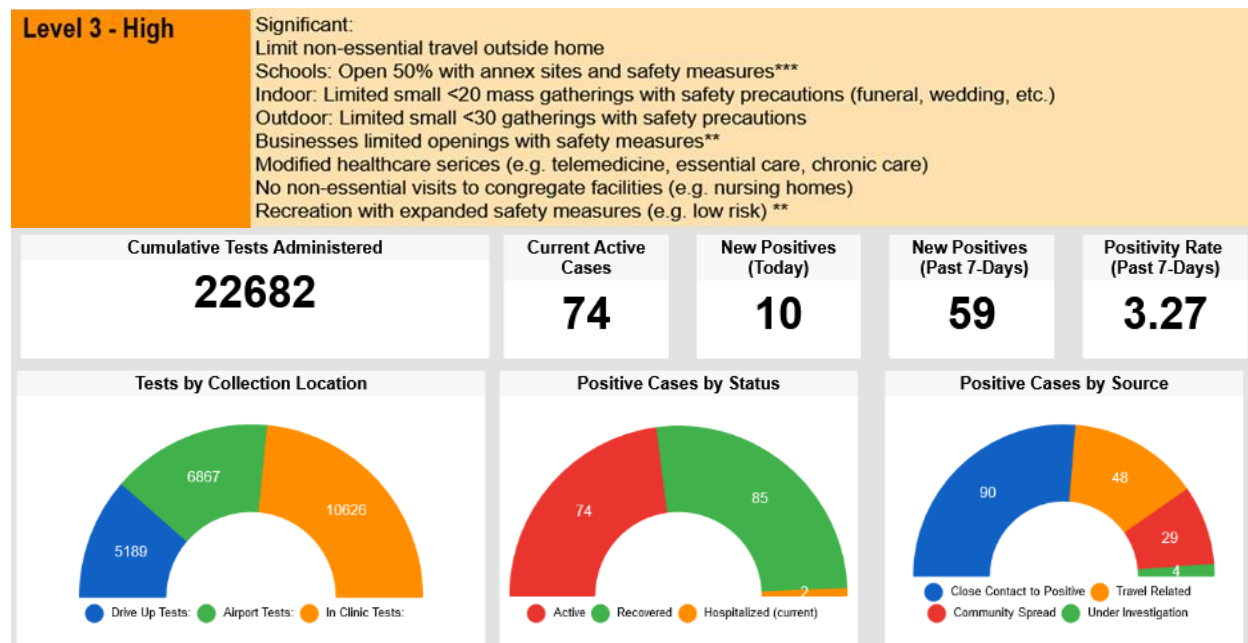 Level 3 - High
Significant:
Limit non-essential travel outside home
Schools: Open 50% with annex sites and safety measures***
Indoor: Limited small <20 mass gatherings with safety precautions (funeral, wedding, etc.)
Outdoor: Limited small <30 gatherings with safety precautions
Businesses limited openings with safety measures**
Modified healthcare serices (e.g. telemedicine, essential care, chronic care)
No non-essential visits to congregate facilities (e.g. nursing homes)
Recreation with expanded safety measures (e.g. low risk) **
Cumulative Tests Administered
22682
Current Active
Cases
74
New Positives
(Today)
10
New Positives
(Past 7-Days)
59
Positivity Rate
(Past 7-Days)
3.27
Tests by Collection Location
5189
6867
10626
Drive Up Tests: Airport Tests: In Clinic Tests:
Positive Cases by Status
74
85
2
Active Recovered Hospitalized (current)
Positive Cases by Source
90
48
29
4
Close Contact to Positive Travel Related
Community Spread Under Investigation